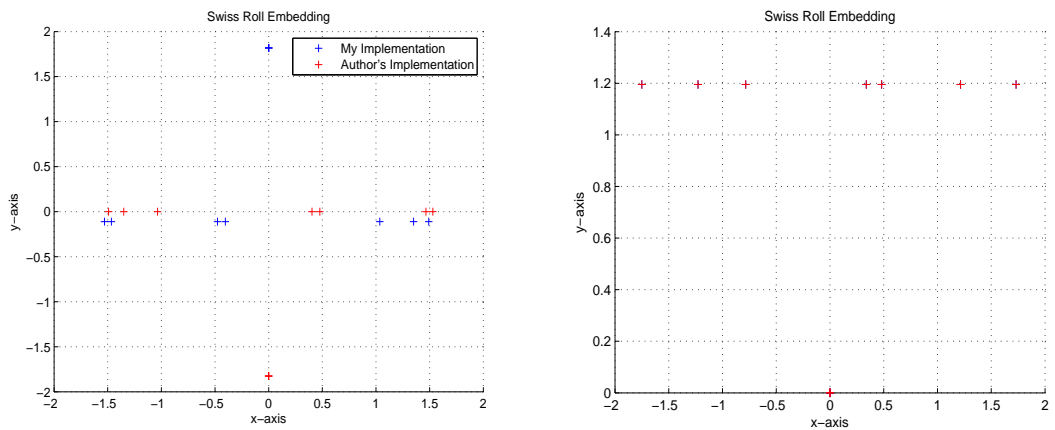 Swiss Roll Embedding
My Implementation
Author's Implementation
2
1.5
1
0.5
0
−0.5
−1
−1.5
−2
y−axis
−2 −1.5 −1 −0.5 0 0.5 1 1.5 2
x−axis
Swiss Roll Embedding
1.4
1.2
1
0.8
0.6
0.4
0.2
0
y−axis
−2 −1.5 −1 −0.5 0 0.5 1 1.5 2
x−axis